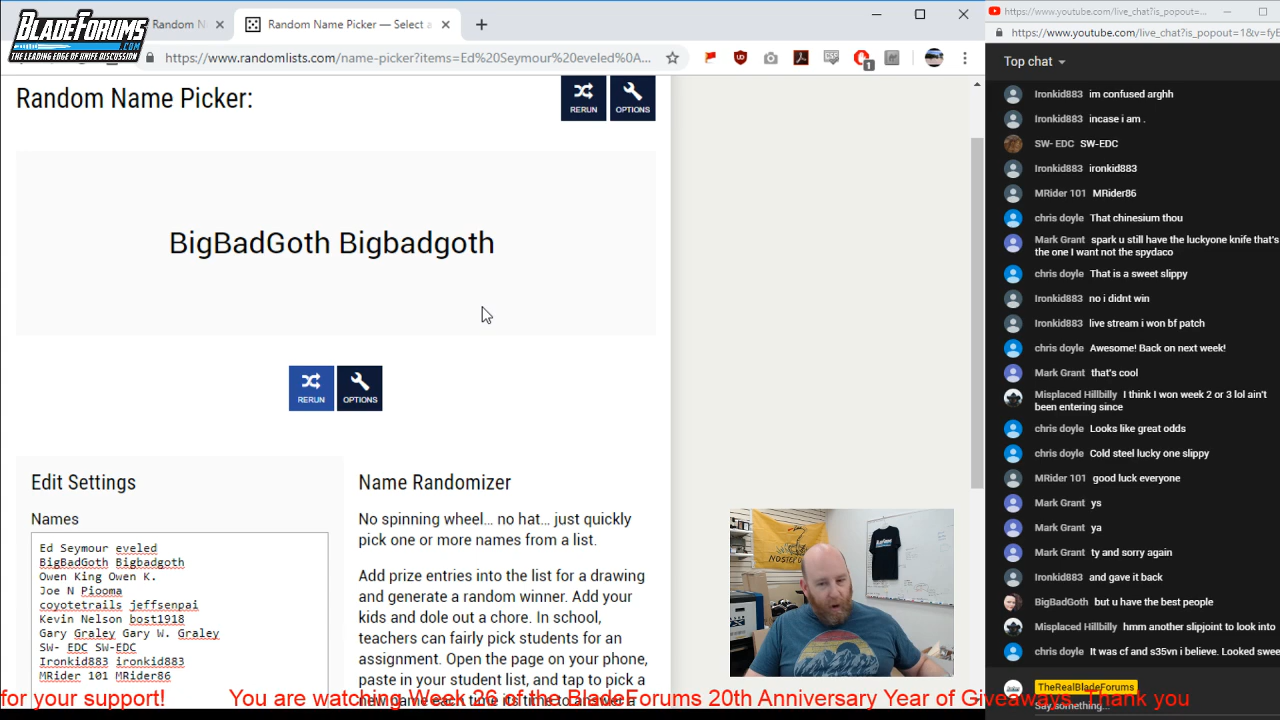 BLADEFORUMS
.COM
THE LEADING EDGE OF KNIFE DISCUSSION
Random N
Random Name Picker — Select a
https://www.randomlists.com/name-picker?items=Ed%20Seymour%20eveled%0A...
1
Random Name Picker:
RERUN
OPTIONS
BigBadGoth Bigbadgoth
RERUN
OPTIONS
Edit Settings
Names
Ed Seymour eveled
BigBadGoth Bigbadgoth
Owen King Owen K.
Joe N Piooma
coyotetrails jeffsenpai
Kevin Nelson bost1918
Gary Graley Gary W. Graley
SW- EDC SW-EDC
Ironkid883 ironkid883
MRider 101 MRider86
Name Randomizer
No spinning wheel... no hat... just quickly
pick one or more names from a list.
Add prize entries into the list for a drawing
and generate a random winner. Add your
kids and dole out a chore. In school,
teachers can fairly pick students for an
assignment. Open the page on your phone,
paste in your student list, and tap to pick a
https://www.youtube.com/live_chat?is_popout=...
https://www.youtube.com/live_chat?is_popout=1&v=fyE
Top chat
Ironkid883 im confused arghh
Ironkid883 incase i am .
SW- EDC SW-EDC
Ironkid883 ironkid883
MRider 101 MRider86
chris doyle That chinesium thou
Mark Grant spark u still have the luckyone knife that's
the one I want not the spydaco
chris doyle That is a sweet slippy
Ironkid883 no i didnt win
Ironkid883 live stream i won bf patch
chris doyle Awesome! Back on next week!
Mark Grant that's cool
Misplaced Hillbilly I think I won week 2 or 3 lol ain't
been entering since
chris doyle Looks like great odds
chris doyle Cold steel lucky one slippy
MRider 101 good luck everyone
Mark Grant ys
Mark Grant ya
Mark Grant ty and sorry again
Ironkid883 and gave it back
BigBadGoth but u have the best people
Misplaced Hillbilly hmm another slipjoint to look into
chris doyle It was cf and s35vn i believe. Looked swee
TheRealBladeForums
Say something...
for your support! You are watching Week 26 of the BladeForums 20th Anniversary Year of Giveaways. Thank you